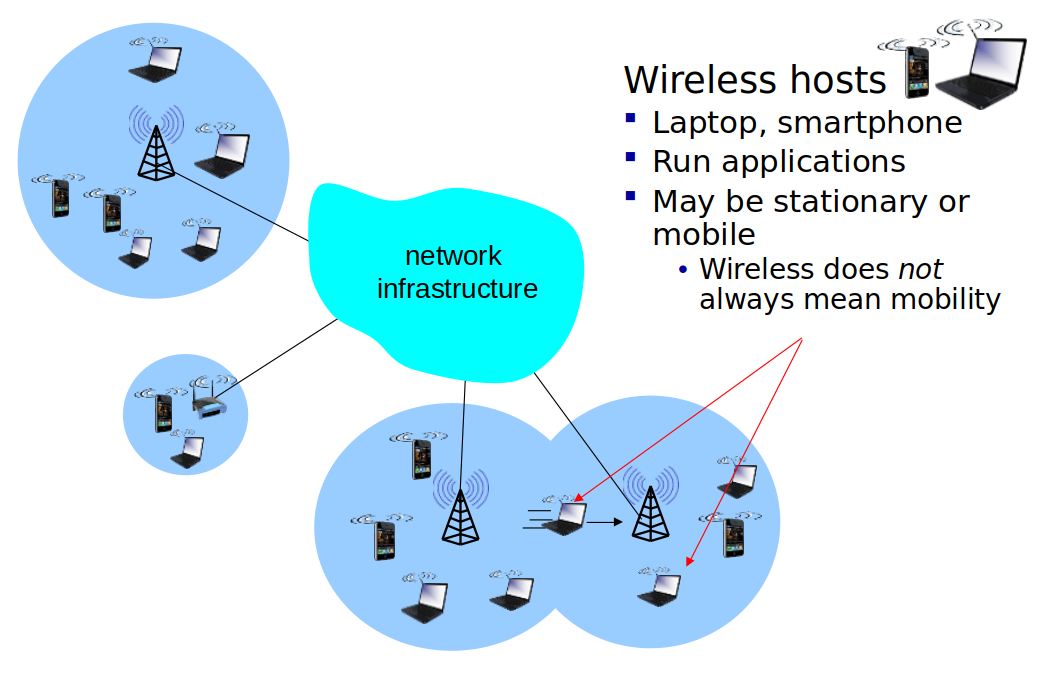 Wireless hosts
Laptop, smartphone
Run applications
May be stationary or
mobile
Wireless does not
always mean mobility
network
infrastructure